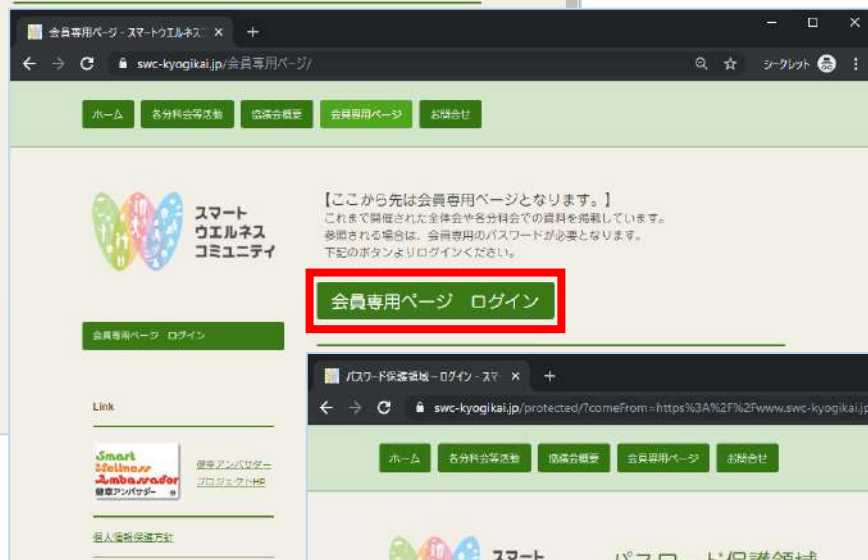 会員専用ページ - スマートウエルネス
swc-kyogikai.jp/会員専用ページ/
シークレット
ホーム
各分科会等活動
協議会概要
会員専用ページ
お問合せ
スマート
ウエルネス
コミュニティ
【ここから先は会員専用ページとなります。】
これまで開催された全体会や各分科会での資料を掲載しています。
参照される場合は、会員専用のパスワードが必要となります。
下記のボタンよりログインください。
会員専用ページ　ログイン
会員専用ページ　ログイン
Link
Smart
Wellness
Ambassador
健幸アンバサダー
健幸アンバサダー
プロジェクトHP
個人情報保護方針
パスワード保護領域 – ログイン - スマ
swc-kyogikai.jp/protected/?comeFrom=https%3A%2F%2Fwww.swc-kyogikai.jp
ホーム
各分科会等活動
協議会概要
会員専用ページ
お問合せ
スマート
パスワード保護領域